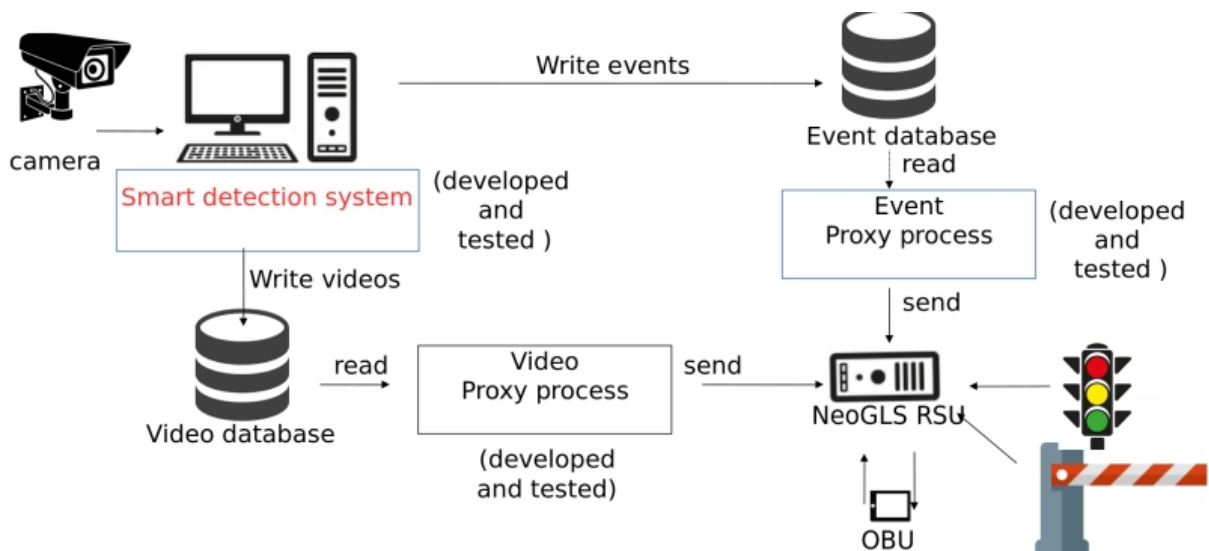 Write events
camera
Event database
read
Smart detection system
(developed
and
tested )
Event
Proxy process
(developed
and
tested )
Write videos
send
read
Video
Proxy process
send
NeoGLS RSU
Video database
(developed
and tested)
OBU